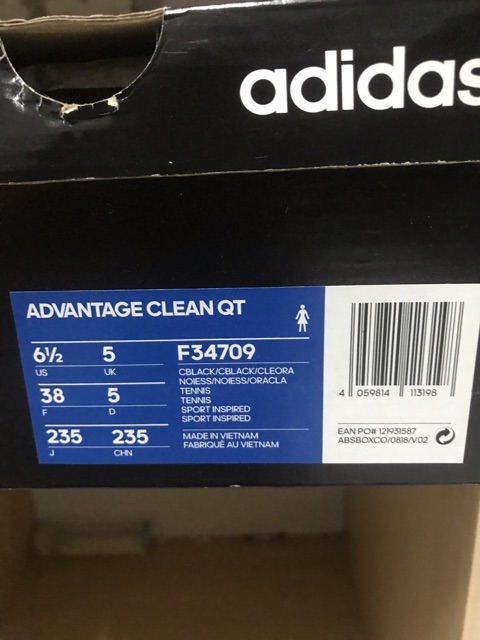 adidas
ADVANTAGE CLEAN QT
6½ 5 F34709
US UK
CBLACK/CBLACK/CLEORA
NOIESS/NOIESS/ORACLA
38 5
F D
TENNIS
TENNIS
SPORT INSPIRED
SPORT INSPIRED
235 235
J CHN
MADE IN VIETNAM
FABRIQUÉ AU VIETNAM
4 059814 113198
EAN PO# 121931587
ABSBOXCO/0818/V02